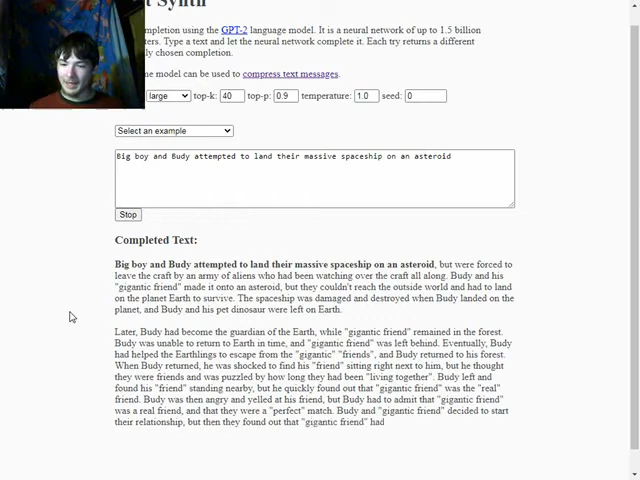 t Synth
mpletion using the GPT-2 language model. It is a neural network of up to 1.5 billion
ters. Type a text and let the neural network complete it. Each try returns a different
ly chosen completion.
me model can be used to compress text messages.
large top-k: 40 top-p: 0.9 temperature: 1.0 seed: 0
Select an example
Big boy and Budy attempted to land their massive spaceship on an asteroid
Stop
Completed Text:
Big boy and Budy attempted to land their massive spaceship on an asteroid, but were forced to
leave the craft by an army of aliens who had been watching over the craft all along. Budy and his
"gigantic friend" made it onto an asteroid, but they couldn't reach the outside world and had to land
on the planet Earth to survive. The spaceship was damaged and destroyed when Budy landed on the
planet, and Budy and his pet dinosaur were left on Earth.
Later, Budy had become the guardian of the Earth, while "gigantic friend" remained in the forest.
Budy was unable to return to Earth in time, and "gigantic friend" was left behind. Eventually, Budy
had helped the Earthlings to escape from the "gigantic" "friends", and Budy returned to his forest.
When Budy returned, he was shocked to find his "friend" sitting right next to him, but he thought
they were friends and was puzzled by how long they had been "living together". Budy left and
found his "friend" standing nearby, but he quickly found out that "gigantic friend" was the "real"
friend. Budy was then angry and yelled at his friend, but Budy had to admit that "gigantic friend"
was a real friend, and that they were a "perfect" match. Budy and "gigantic friend" decided to start
their relationship, but then they found out that "gigantic friend" had